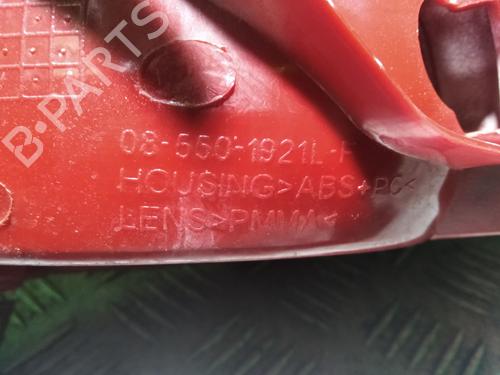 B-PARTS
08-550-1921L-F
HOUSING>ABS+PC<
LENS>PMMA<